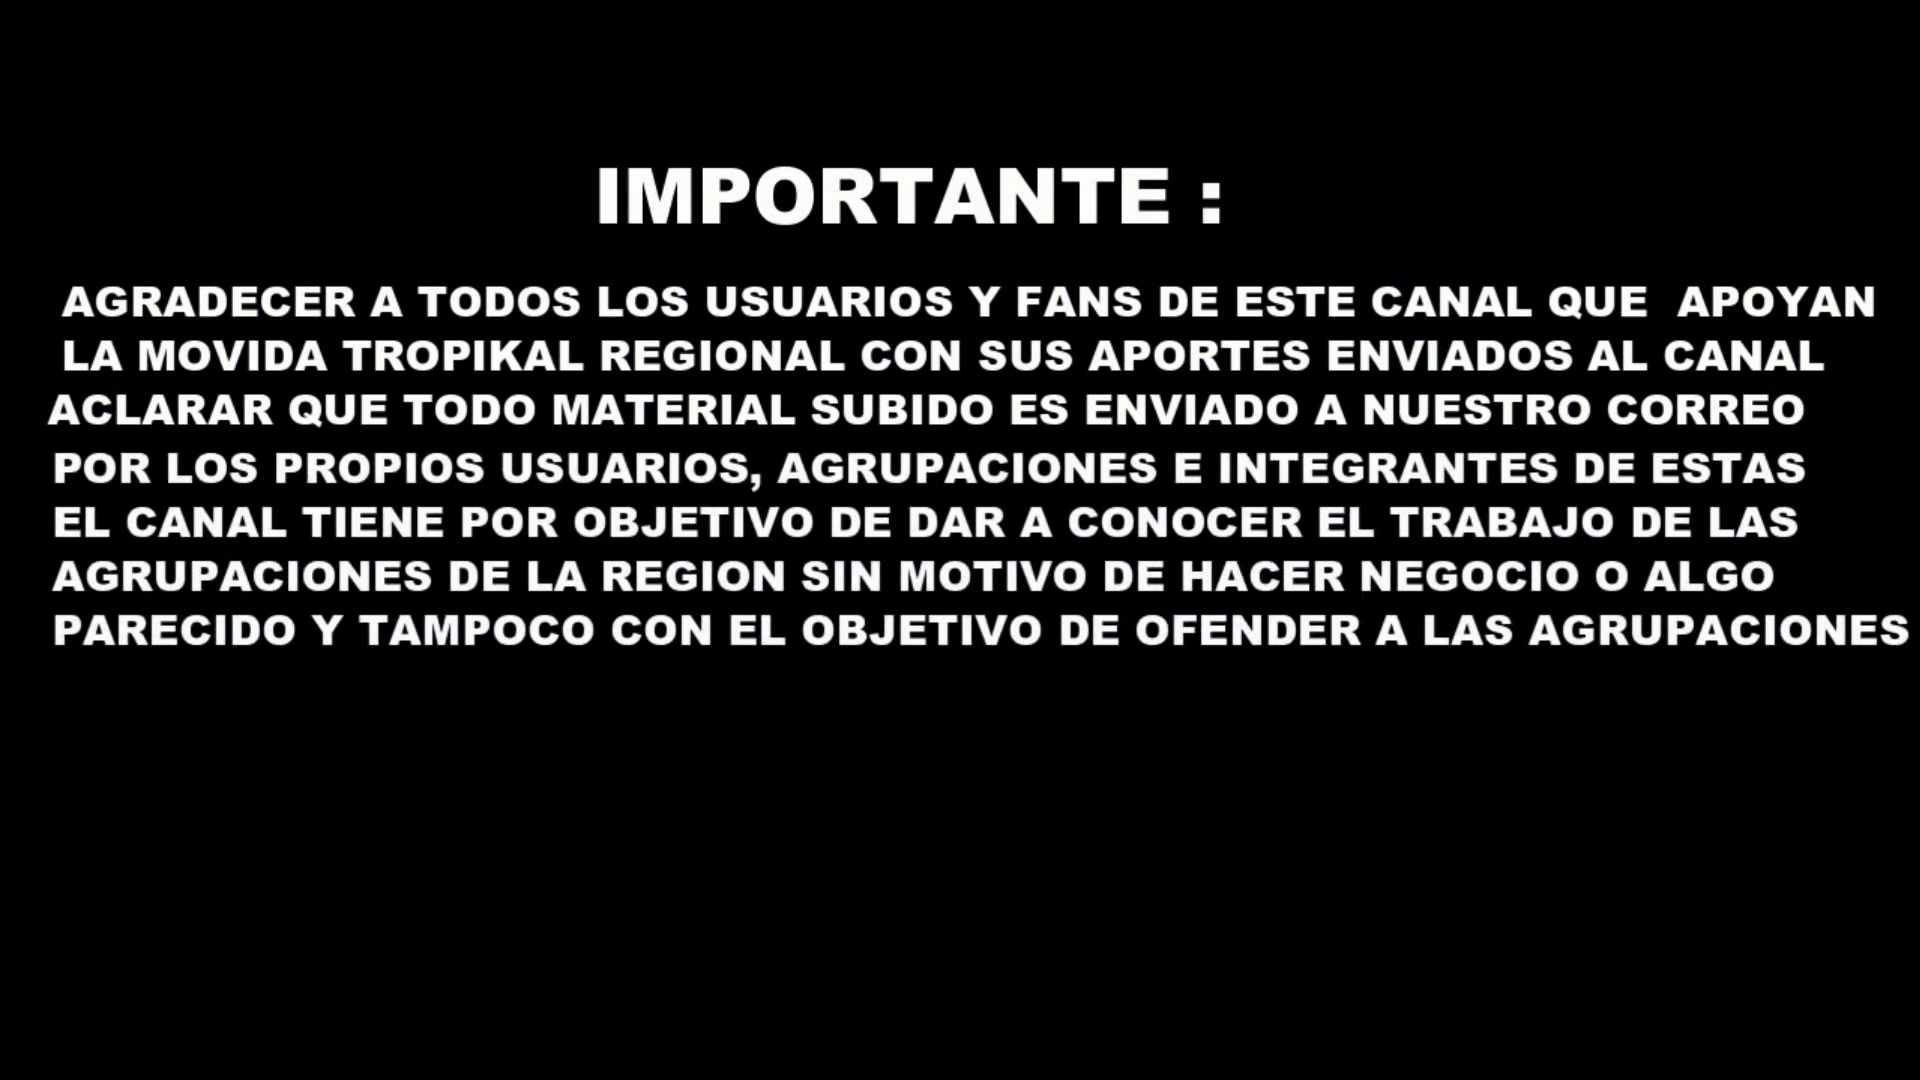 IMPORTANTE :
AGRADECER A TODOS LOS USUARIOS Y FANS DE ESTE CANAL QUE APOYAN
LA MOVIDA TROPIKAL REGIONAL CON SUS APORTES ENVIADOS AL CANAL
ACLARAR QUE TODO MATERIAL SUBIDO ES ENVIADO A NUESTRO CORREO
POR LOS PROPIOS USUARIOS, AGRUPACIONES E INTEGRANTES DE ESTAS
EL CANAL TIENE POR OBJETIVO DE DAR A CONOCER EL TRABAJO DE LAS
AGRUPACIONES DE LA REGION SIN MOTIVO DE HACER NEGOCIO O ALGO
PARECIDO Y TAMPOCO CON EL OBJETIVO DE OFENDER A LAS AGRUPACIONES